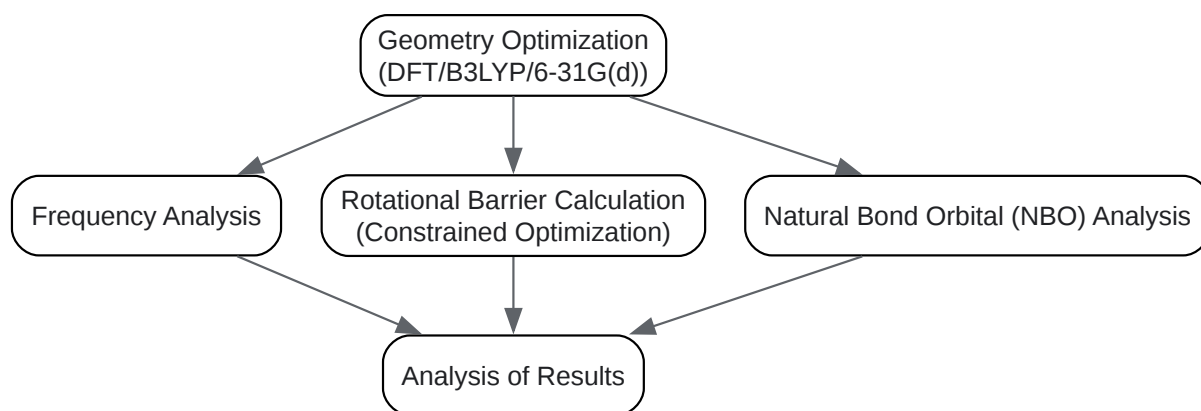 Geometry Optimization
(DFT/B3LYP/6-31G(d))
Frequency Analysis
Rotational Barrier Calculation
(Constrained Optimization)
Natural Bond Orbital (NBO) Analysis
Analysis of Results